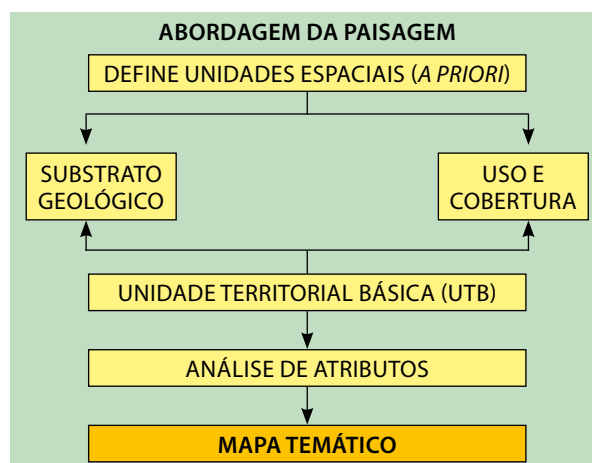 ABORDAGEM DA PAISAGEM
DEFINE UNIDADES ESPACIAIS (A PRIORI)
SUBSTRATO
GEOLÓGICO
USO E
COBERTURA
UNIDADE TERRITORIAL BÁSICA (UTB)
ANÁLISE DE ATRIBUTOS
MAPA TEMÁTICO